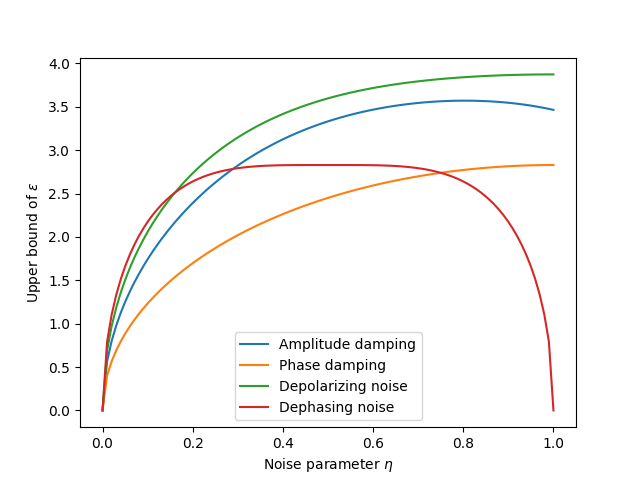 4.0
3.5
3.0
2.5
2.0
1.5
1.0
0.5
0.0
Upper bound of ε
Amplitude damping
Phase damping
Depolarizing noise
Dephasing noise
0.0 0.2 0.4 0.6 0.8 1.0
Noise parameter η